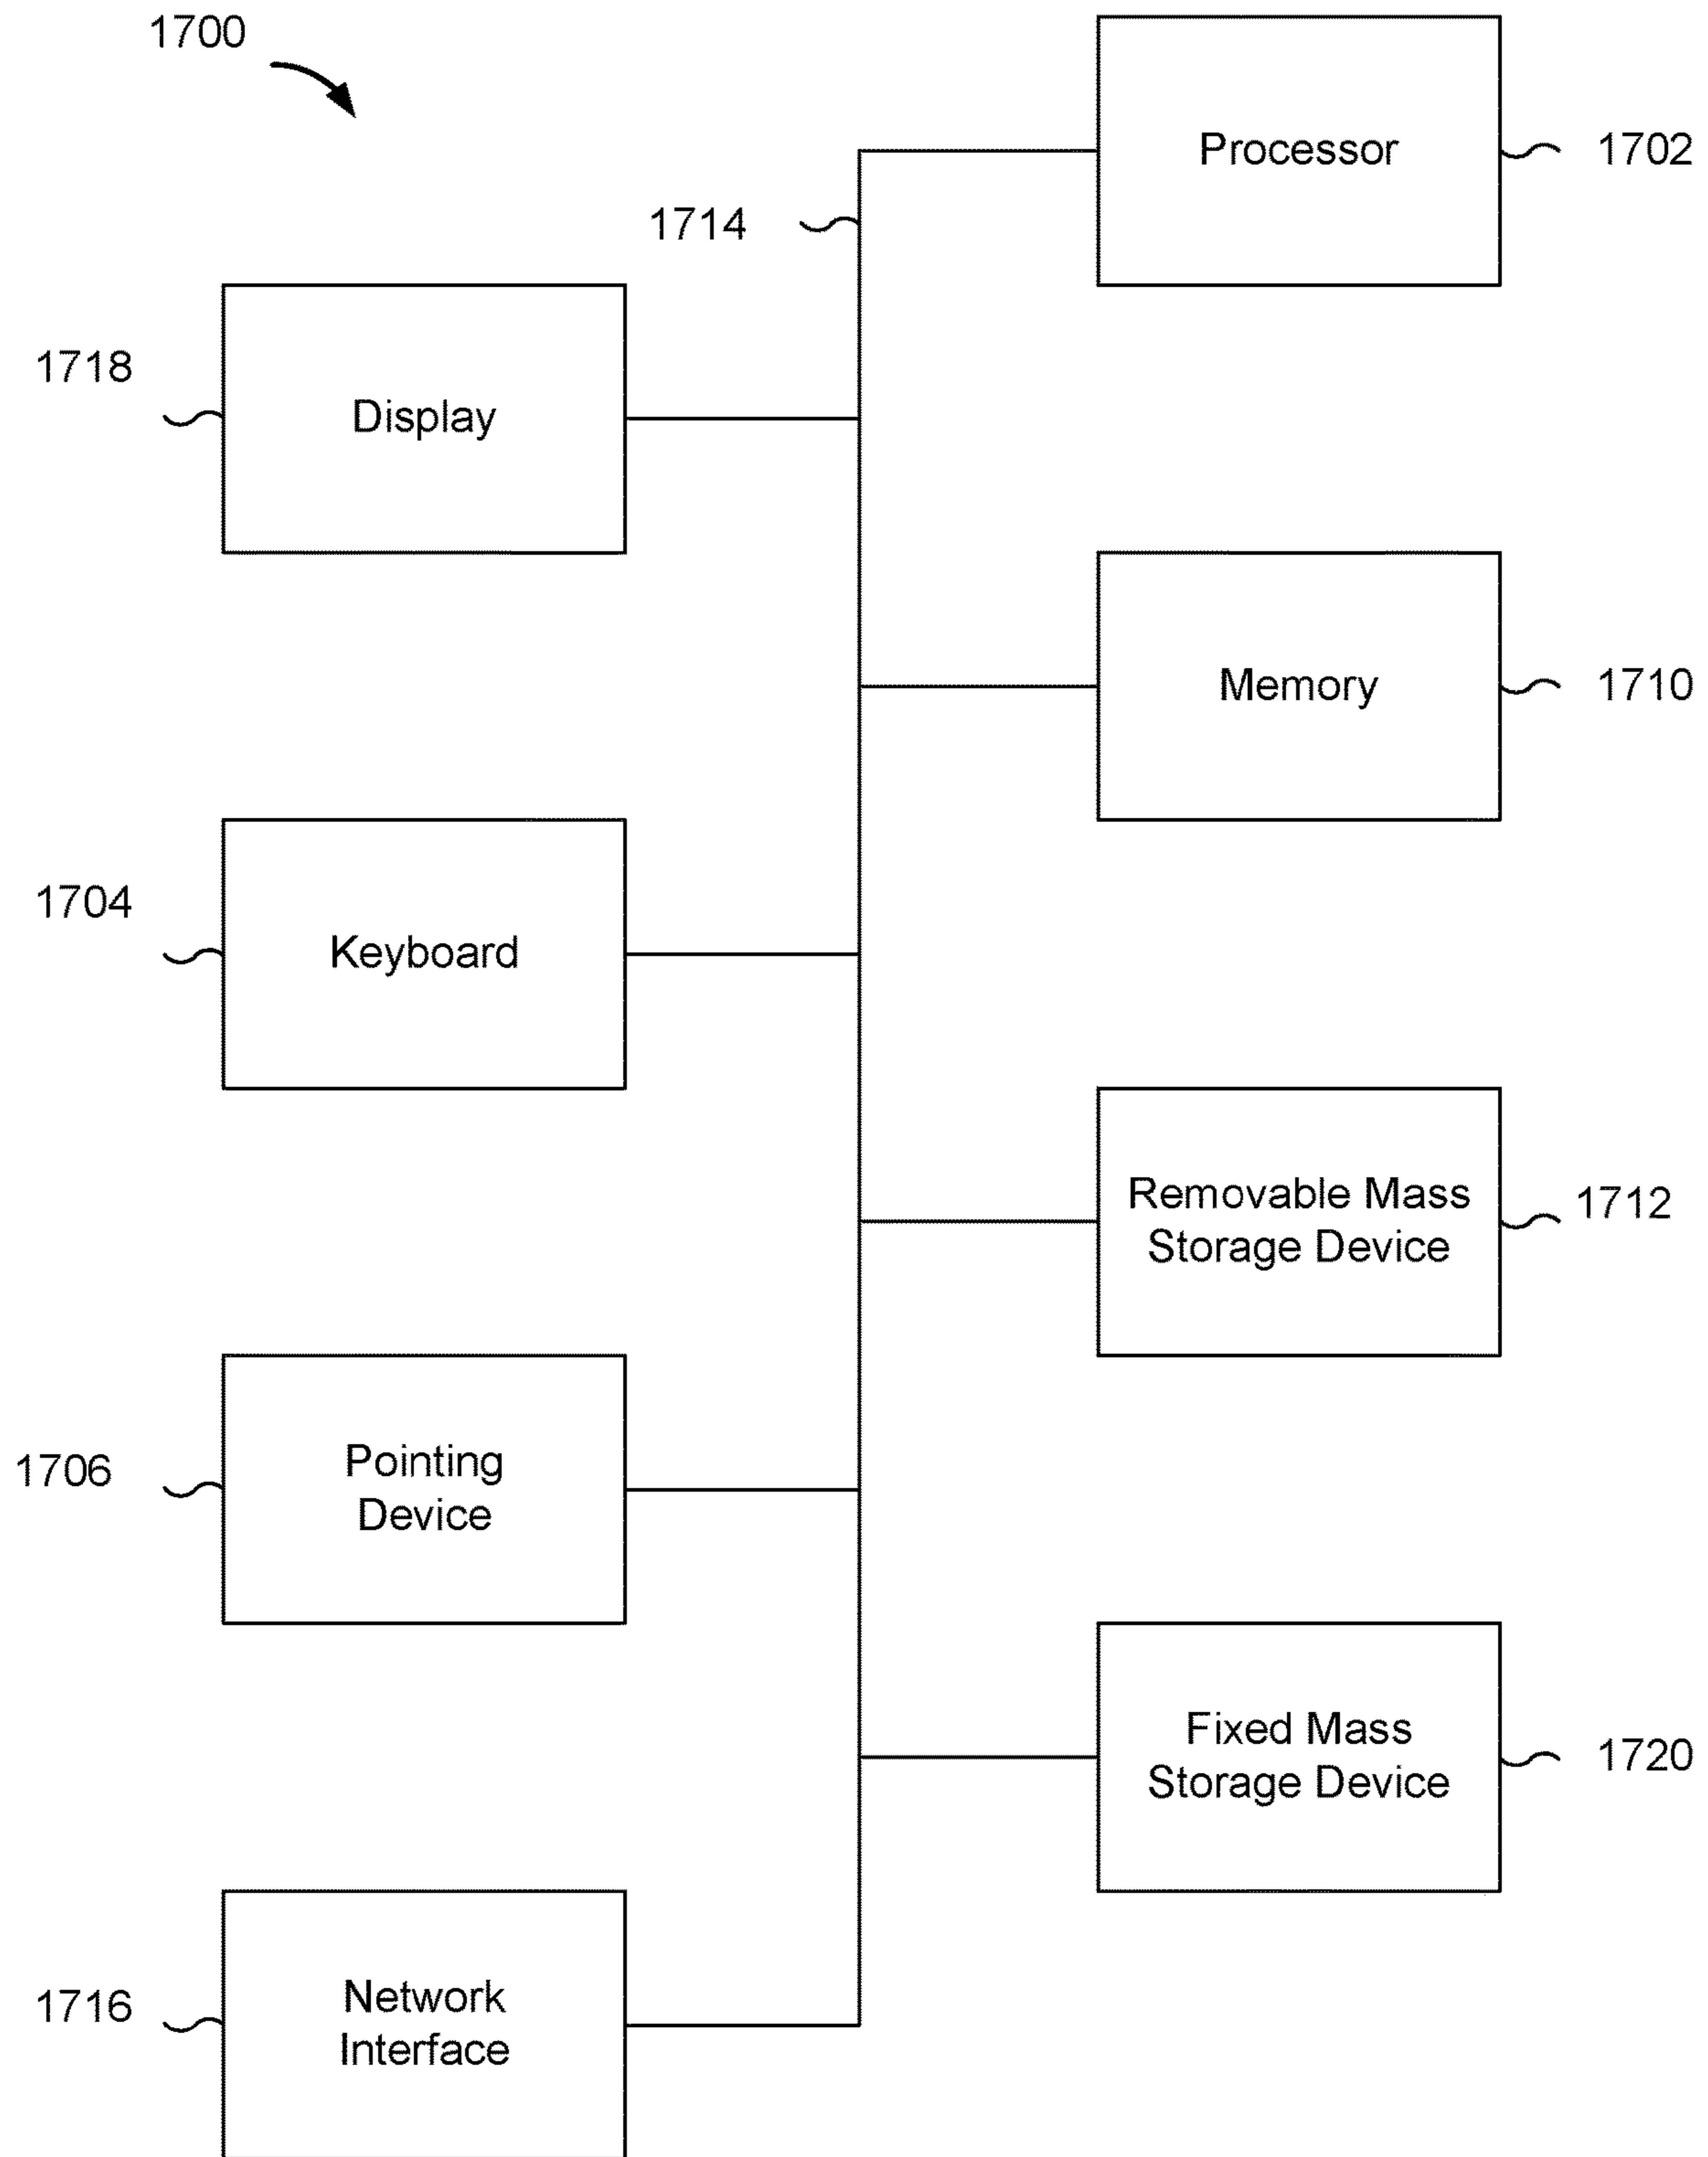 1700
Processor
1702
1714
1718
Display
Memory
1710
1704
Keyboard
Removable Mass
Storage Device
1712
1706
Pointing
Device
Fixed Mass
Storage Device
1720
1716
Network
Interface